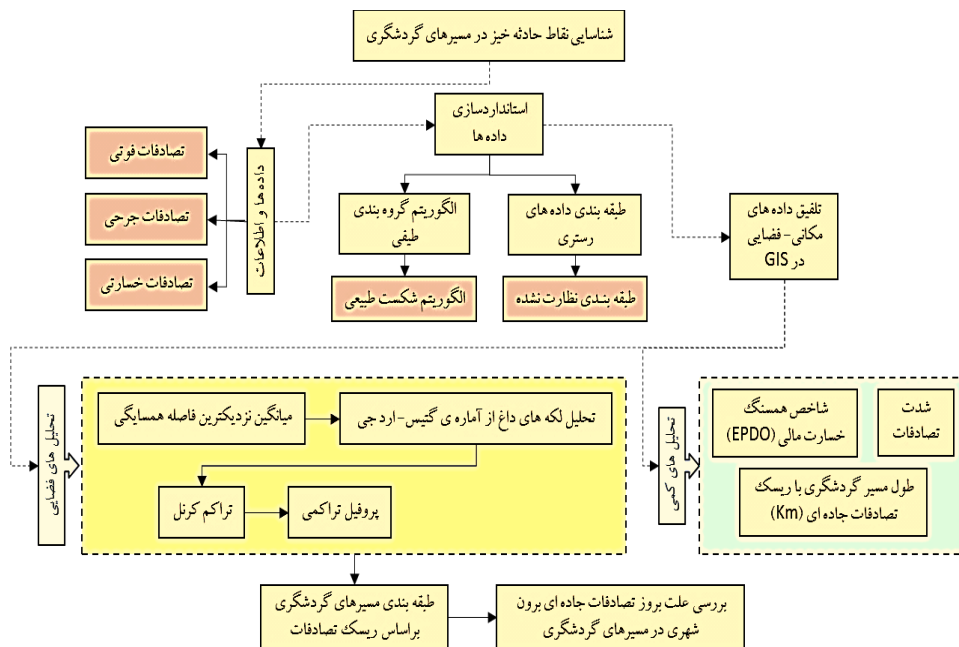 شناسایی نقاط حادثه خیز در مسیرهای گردشگری
استانداردسازی
داده ها
داده ها و اطلاعات
تصادفات فوتی
تصادفات جرحی
تصادفات خسارتی
طبقه بندی داده های
رستری
الگوریتم گروه بندی
طیفی
طبقه بندی نظارت نشده
الگوریتم شکست طبیعی
تلفیق داده های
مکانی-فضایی
در GIS
تحلیل های فضایی
میانگین نزدیکترین فاصله همسایگی
تحلیل لکه های داغ از آماره ی گتیس-ارد جی
تراکم کرنل
پروفیل تراکمی
تحلیل های کمی
شاخص همسنگ
خسارت مالی (EPDO)
شدت
تصادفات
طول مسیر گردشگری با ریسک
تصادفات جاده ای (Km)
طبقه بندی مسیرهای گردشگری
براساس ریسک تصادفات
بررسی علت بروز تصادفات جاده ای برون
شهری در مسیرهای گردشگری